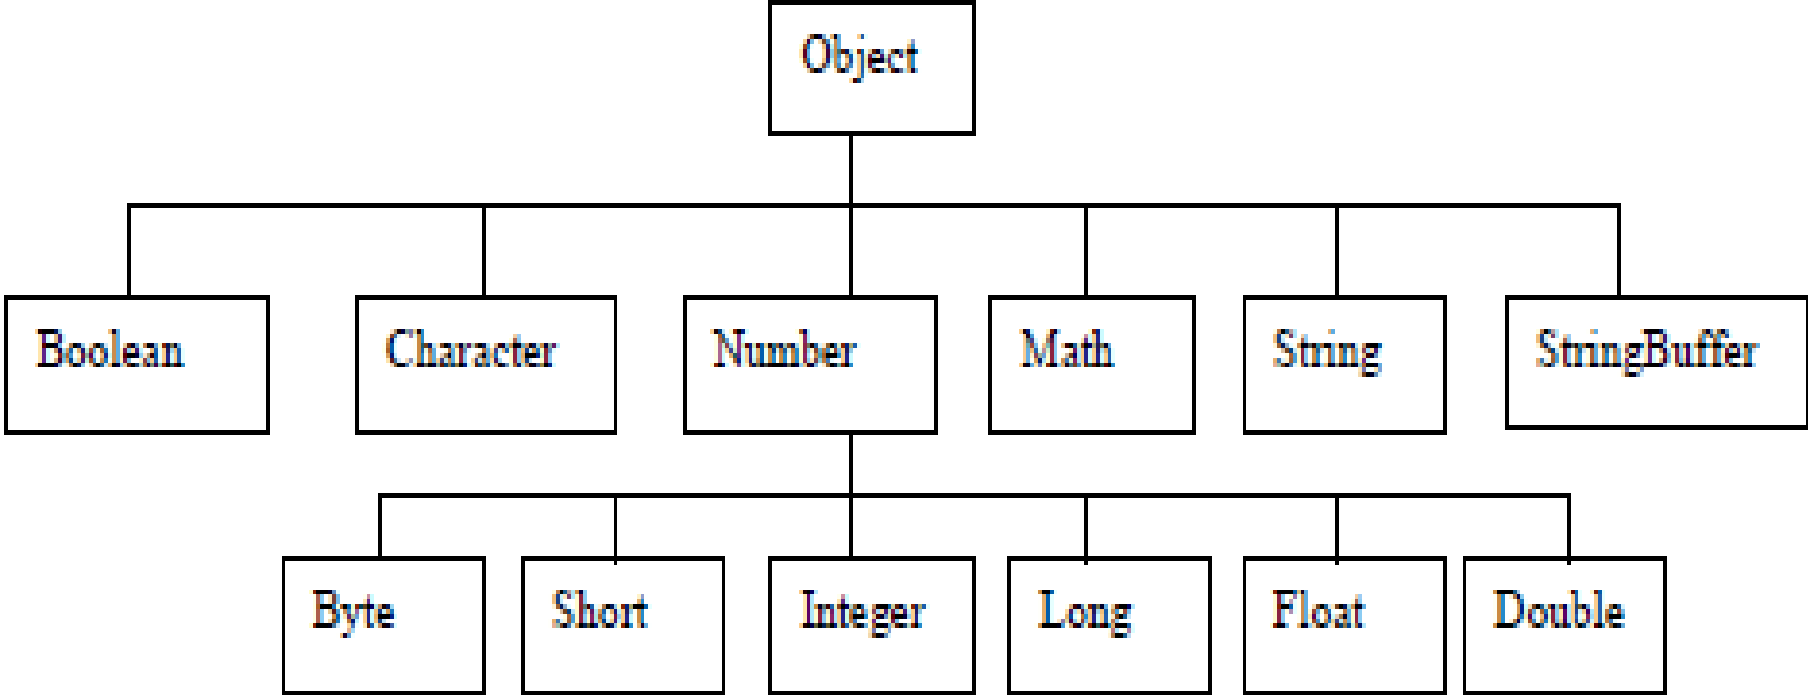 Object
Boolean
Character
Number
Math
String
StringBuffer
Byte
Short
Integer
Long
Float
Double